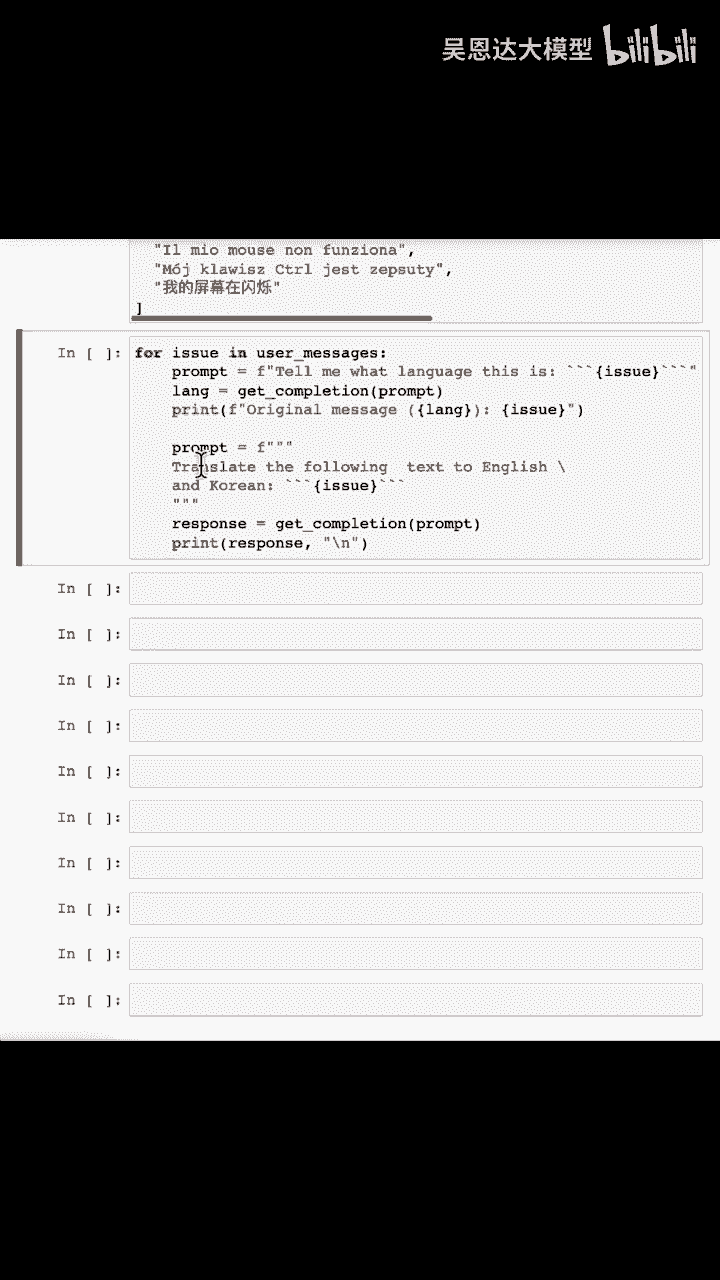 吴恩达大模型 bilibili
"Il mio mouse non funziona",
"Mój klawisz Ctrl jest zepsuty",
"我的屏幕在闪烁"
]
In [ ]: for issue in user_messages:
prompt = f"Tell me what language this is: ```{issue}```"
lang = get_completion(prompt)
print(f"Original message ({lang}): {issue}")
prompt = f"""
Translate the following  text to English \
and Korean: ```{issue}```
"""
response = get_completion(prompt)
print(response, "\n")
In [ ]:
In [ ]:
In [ ]:
In [ ]:
In [ ]:
In [ ]:
In [ ]:
In [ ]:
In [ ]:
In [ ]: